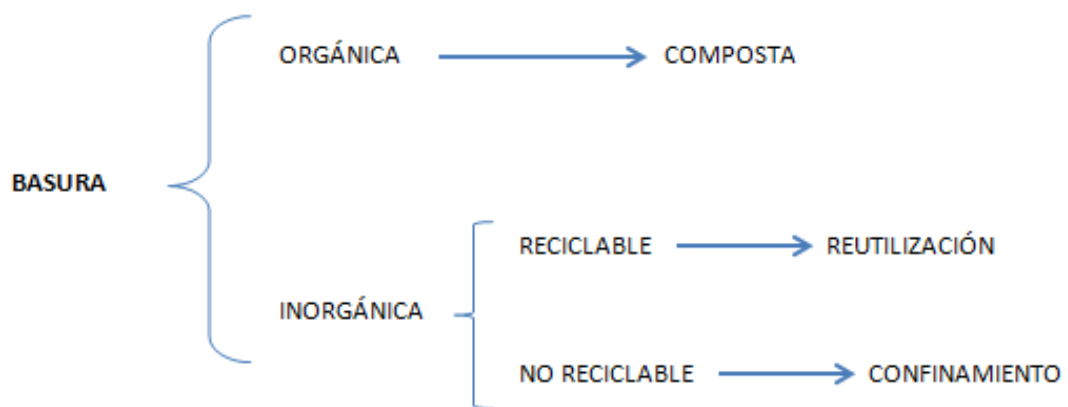 ORGÁNICA COMPOSTA
BASURA
RECICLABLE REUTILIZACIÓN
INORGÁNICA
NO RECICLABLE CONFINAMIENTO